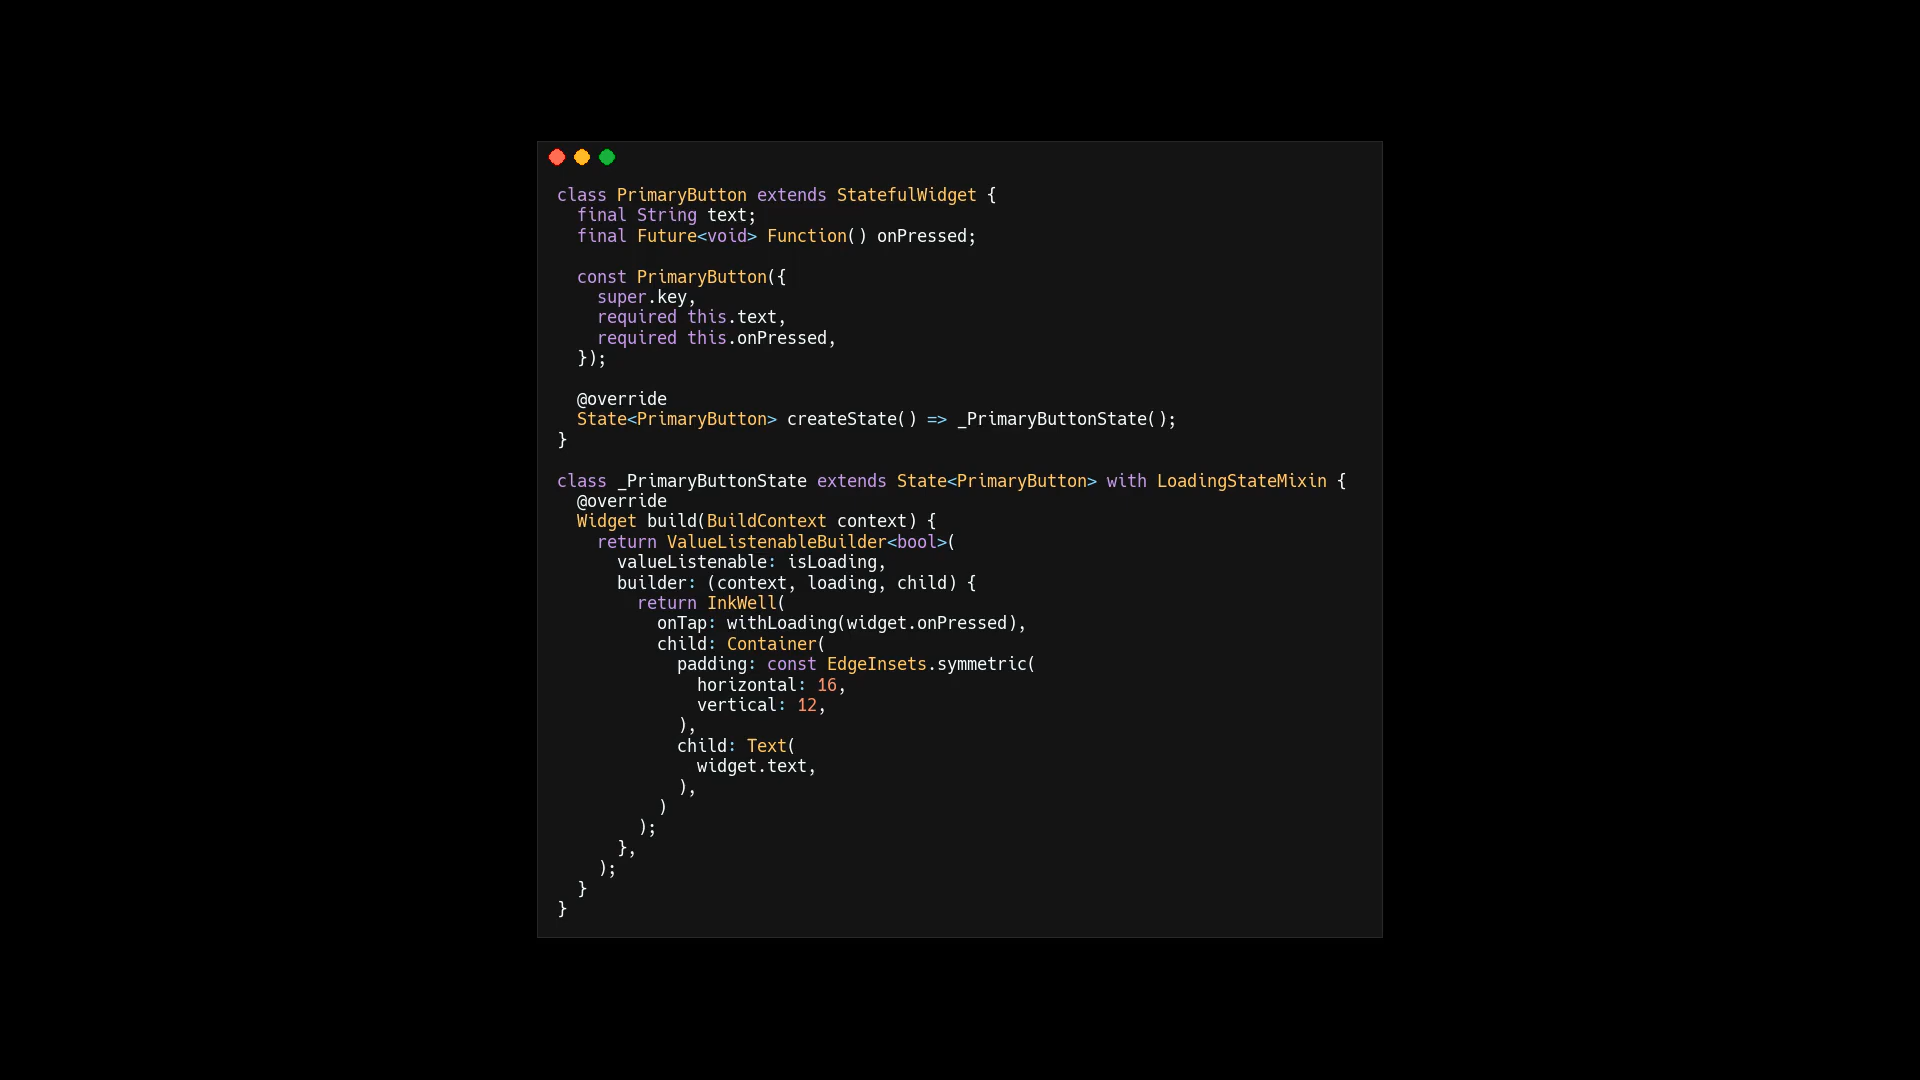 class PrimaryButton extends StatefulWidget {
  final String text;
  final Future<void> Function() onPressed;

  const PrimaryButton({
    super.key,
    required this.text,
    required this.onPressed,
  });

  @override
  State<PrimaryButton> createState() => _PrimaryButtonState();
}

class _PrimaryButtonState extends State<PrimaryButton> with LoadingStateMixin {
  @override
  Widget build(BuildContext context) {
    return ValueListenableBuilder<bool>(
      valueListenable: isLoading,
      builder: (context, loading, child) {
        return InkWell(
          onTap: withLoading(widget.onPressed),
          child: Container(
            padding: const EdgeInsets.symmetric(
              horizontal: 16,
              vertical: 12,
            ),
            child: Text(
              widget.text,
            ),
          )
        );
      },
    );
  }
}